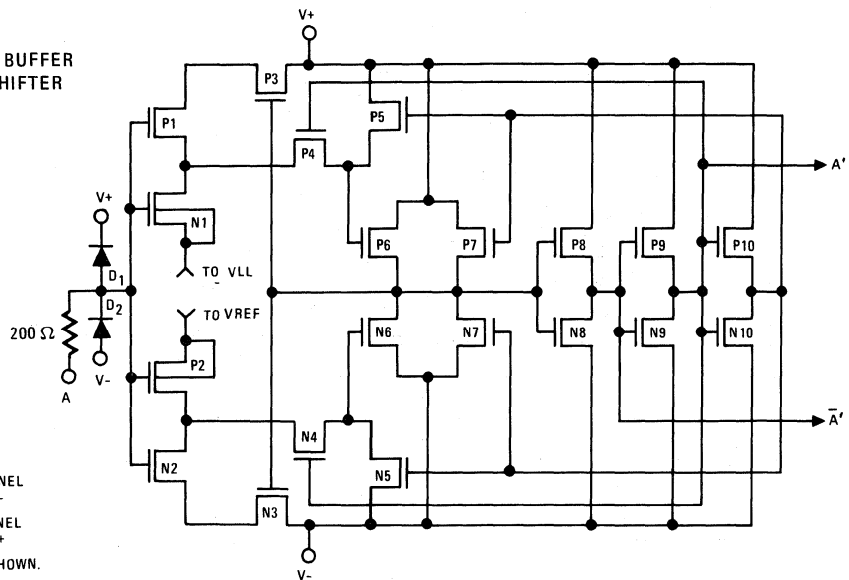 BUFFER
HIFTER
V+
P3
P1
P5
P4
A'
V+
N1
P6
P7
P8
P9
P10
D1
TO VLL
D2
TO VREF
200 Ω
N6
N7
N8
N9
N10
P2
A
V-
A̅'
N4
N2
N5
NEL
-
NEL
+
HOWN.
N3
V-